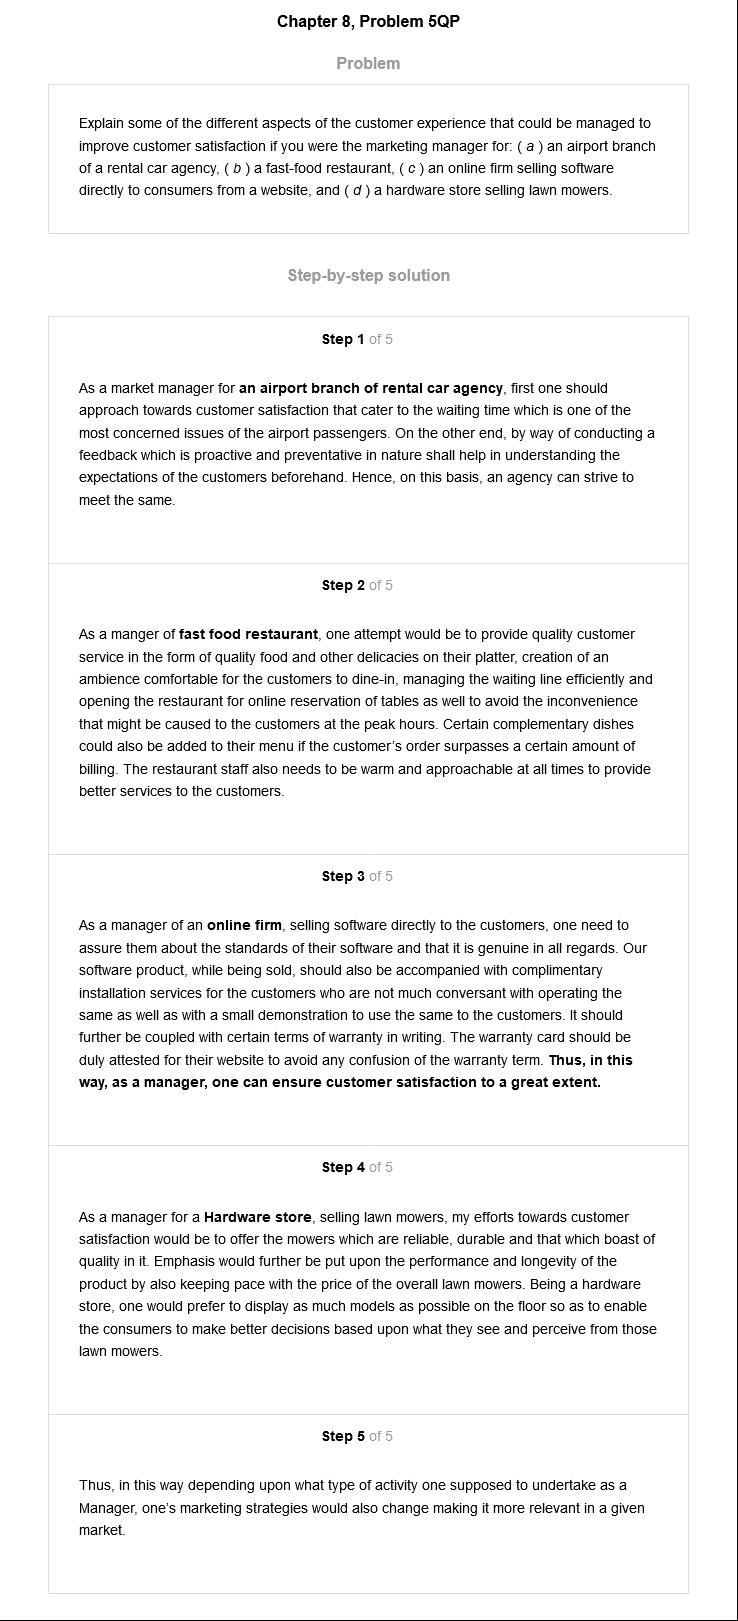 Chapter 8, Problem 5QP
Problem
Explain some of the different aspects of the customer experience that could be managed to
improve customer satisfaction if you were the marketing manager for: ( a ) an airport branch
of a rental car agency, ( b ) a fast-food restaurant, ( c ) an online firm selling software
directly to consumers from a website, and ( d ) a hardware store selling lawn mowers.
Step-by-step solution
Step 1 of 5
As a market manager for an airport branch of rental car agency, first one should
approach towards customer satisfaction that cater to the waiting time which is one of the
most concerned issues of the airport passengers. On the other end, by way of conducting a
feedback which is proactive and preventative in nature shall help in understanding the
expectations of the customers beforehand. Hence, on this basis, an agency can strive to
meet the same.
Step 2 of 5
As a manger of fast food restaurant, one attempt would be to provide quality customer
service in the form of quality food and other delicacies on their platter, creation of an
ambience comfortable for the customers to dine-in, managing the waiting line efficiently and
opening the restaurant for online reservation of tables as well to avoid the inconvenience
that might be caused to the customers at the peak hours. Certain complementary dishes
could also be added to their menu if the customer's order surpasses a certain amount of
billing. The restaurant staff also needs to be warm and approachable at all times to provide
better services to the customers.
Step 3 of 5
As a manager of an online firm, selling software directly to the customers, one need to
assure them about the standards of their software and that it is genuine in all regards. Our
software product, while being sold, should also be accompanied with complimentary
installation services for the customers who are not much conversant with operating the
same as well as with a small demonstration to use the same to the customers. It should
further be coupled with certain terms of warranty in writing. The warranty card should be
duly attested for their website to avoid any confusion of the warranty term. Thus, in this
way, as a manager, one can ensure customer satisfaction to a great extent.
Step 4 of 5
As a manager for a Hardware store, selling lawn mowers, my efforts towards customer
satisfaction would be to offer the mowers which are reliable, durable and that which boast of
quality in it. Emphasis would further be put upon the performance and longevity of the
product by also keeping pace with the price of the overall lawn mowers. Being a hardware
store, one would prefer to display as much models as possible on the floor so as to enable
the consumers to make better decisions based upon what they see and perceive from those
lawn mowers.
Step 5 of 5
Thus, in this way depending upon what type of activity one supposed to undertake as a
Manager, one's marketing strategies would also change making it more relevant in a given
market.